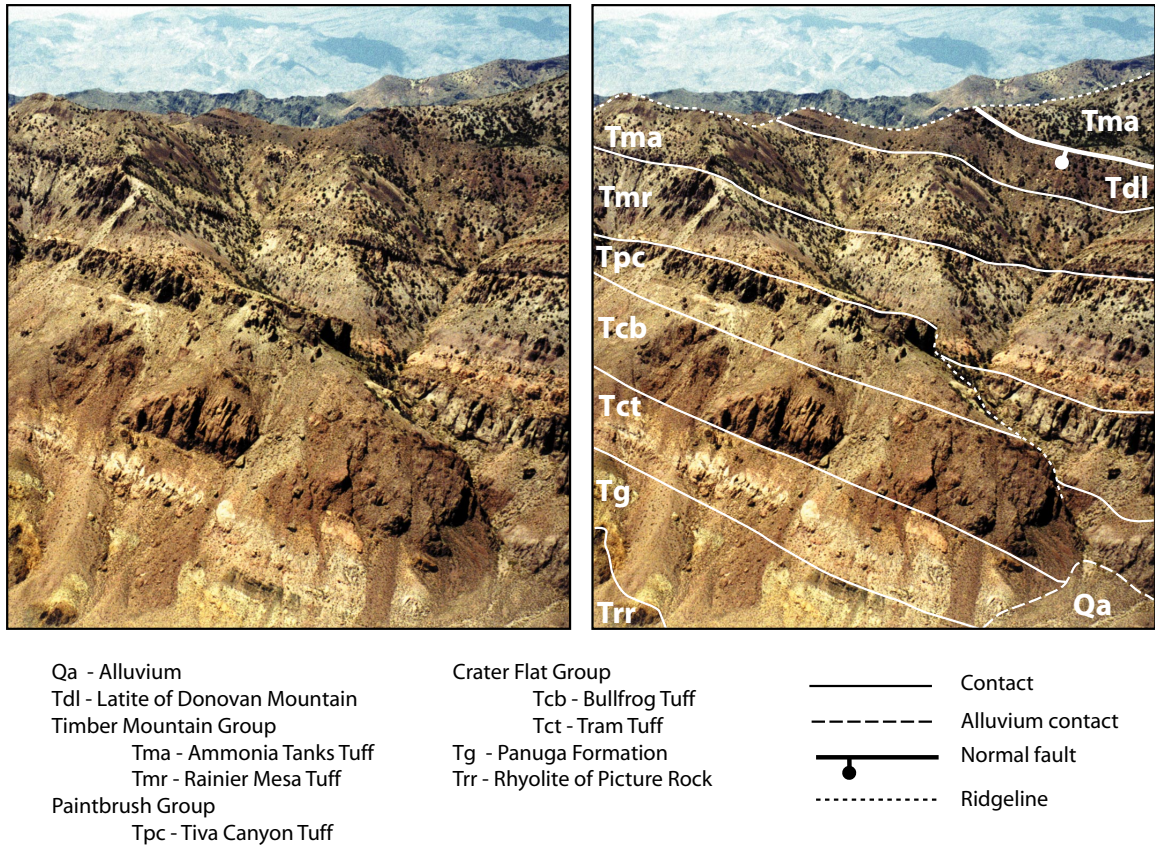 Tma
Tma
Tdl
Tmr
Tpc
Tcb
Tct
Tg
Trr
Qa
Qa - Alluvium
Tdl - Latite of Donovan Mountain
Timber Mountain Group
Tma - Ammonia Tanks Tuff
Tmr - Rainier Mesa Tuff
Paintbrush Group
Tpc - Tiva Canyon Tuff
Crater Flat Group
Tcb - Bullfrog Tuff
Tct - Tram Tuff
Tg - Panuga Formation
Trr - Rhyolite of Picture Rock
Contact
Alluvium contact
Normal fault
Ridgeline